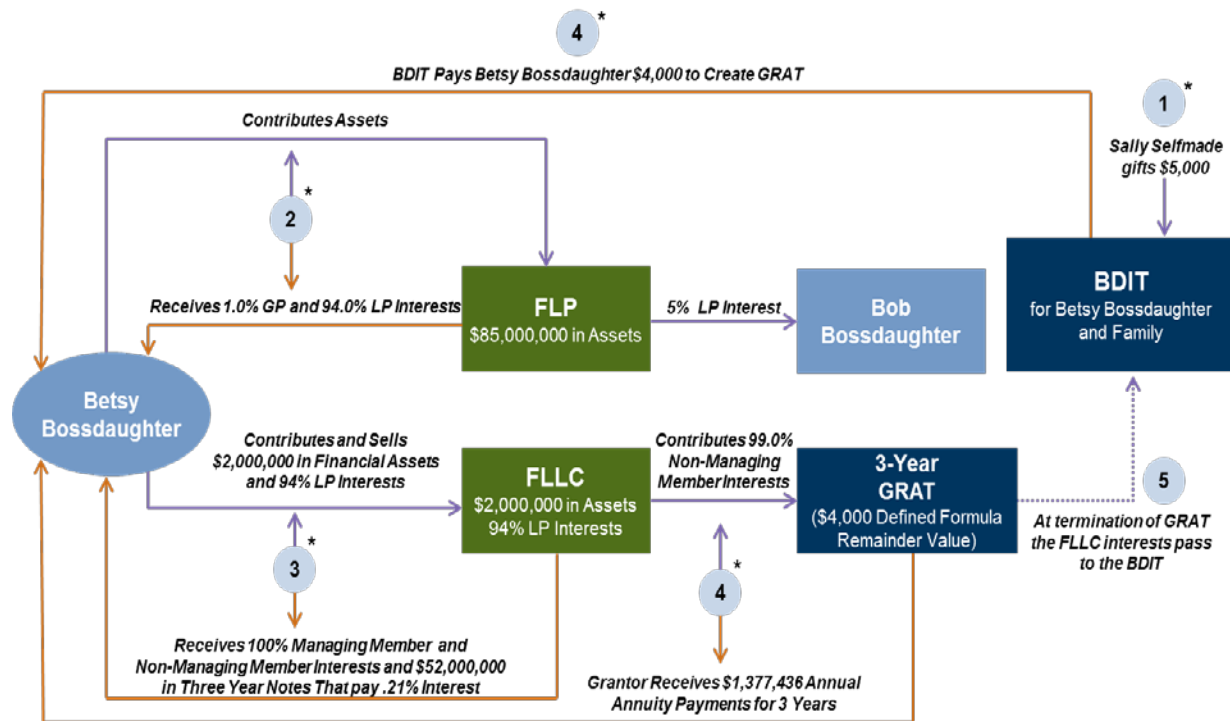 4 *
BDIT Pays Betsy Bossdaughter $4,000 to Create GRAT
1 *
Sally Selfmade
gifts $5,000
Contributes Assets
2 *
Receives 1.0% GP and 94.0% LP Interests
FLP
$85,000,000 in Assets
5% LP Interest
Bob
Bossdaughter
BDIT
for Betsy Bossdaughter
and Family
Betsy
Bossdaughter
Contributes and Sells
$2,000,000 in Financial Assets
and 94% LP Interests
FLLC
$2,000,000 in Assets
94% LP Interests
Contributes 99.0%
Non-Managing
Member Interests
3-Year
GRAT
($4,000 Defined Formula
Remainder Value)
5
At termination of GRAT
the FLLC interests pass
to the BDIT
3 *
Receives 100% Managing Member and
Non-Managing Member Interests and $52,000,000
in Three Year Notes That pay .21% Interest
4 *
Grantor Receives $1,377,436 Annual
Annuity Payments for 3 Years